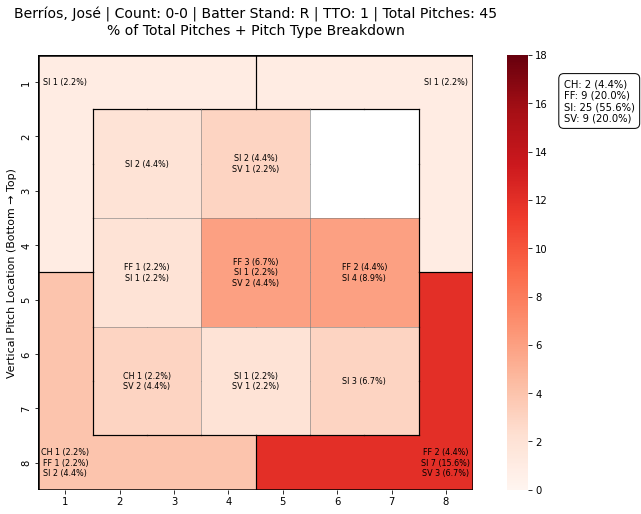 Berríos, José | Count: 0-0 | Batter Stand: R | TTO: 1 | Total Pitches: 45
% of Total Pitches + Pitch Type Breakdown
CH: 2 (4.4%)
FF: 9 (20.0%)
SI: 25 (55.6%)
SV: 9 (20.0%)
SI 1 (2.2%)
SI 1 (2.2%)
SI 2 (4.4%)
SI 2 (4.4%)
SV 1 (2.2%)
FF 1 (2.2%)
SI 1 (2.2%)
FF 3 (6.7%)
SI 1 (2.2%)
SV 2 (4.4%)
FF 2 (4.4%)
SI 4 (8.9%)
CH 1 (2.2%)
SV 2 (4.4%)
SI 1 (2.2%)
SV 1 (2.2%)
SI 3 (6.7%)
CH 1 (2.2%)
FF 1 (2.2%)
SI 2 (4.4%)
FF 2 (4.4%)
SI 7 (15.6%)
SV 3 (6.7%)
Vertical Pitch Location (Bottom → Top)
1
2
3
4
5
6
7
8
1
2
3
4
5
6
7
8
18
16
14
12
10
8
6
4
2
0